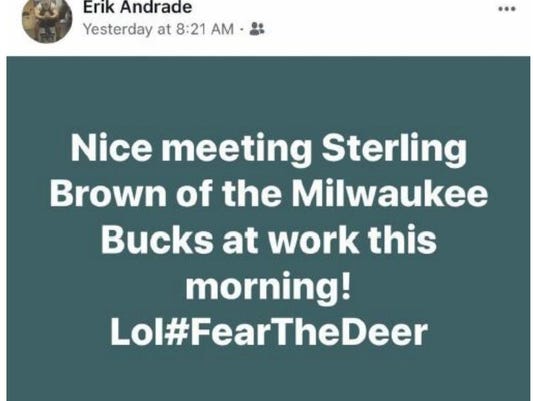 Erik Andrade
Yesterday at 8:21 AM ·
Nice meeting Sterling
Brown of the Milwaukee
Bucks at work this
morning!
Lol#FearTheDeer